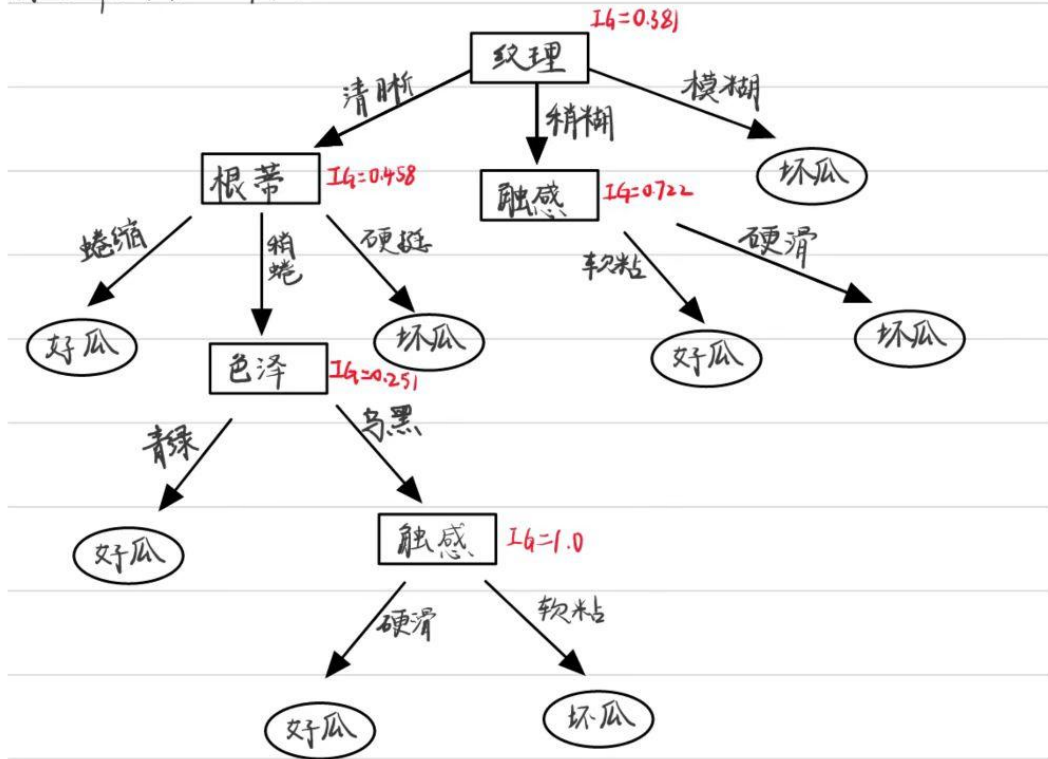 IG=0.381
纹理
清晰
稍糊
模糊
根蒂
IG=0.458
触感
IG=0.722
坏瓜
蜷缩
稍蜷
硬挺
软粘
硬滑
好瓜
色泽
IG=0.251
坏瓜
好瓜
坏瓜
青绿
乌黑
好瓜
触感
IG=1.0
硬滑
软粘
好瓜
坏瓜